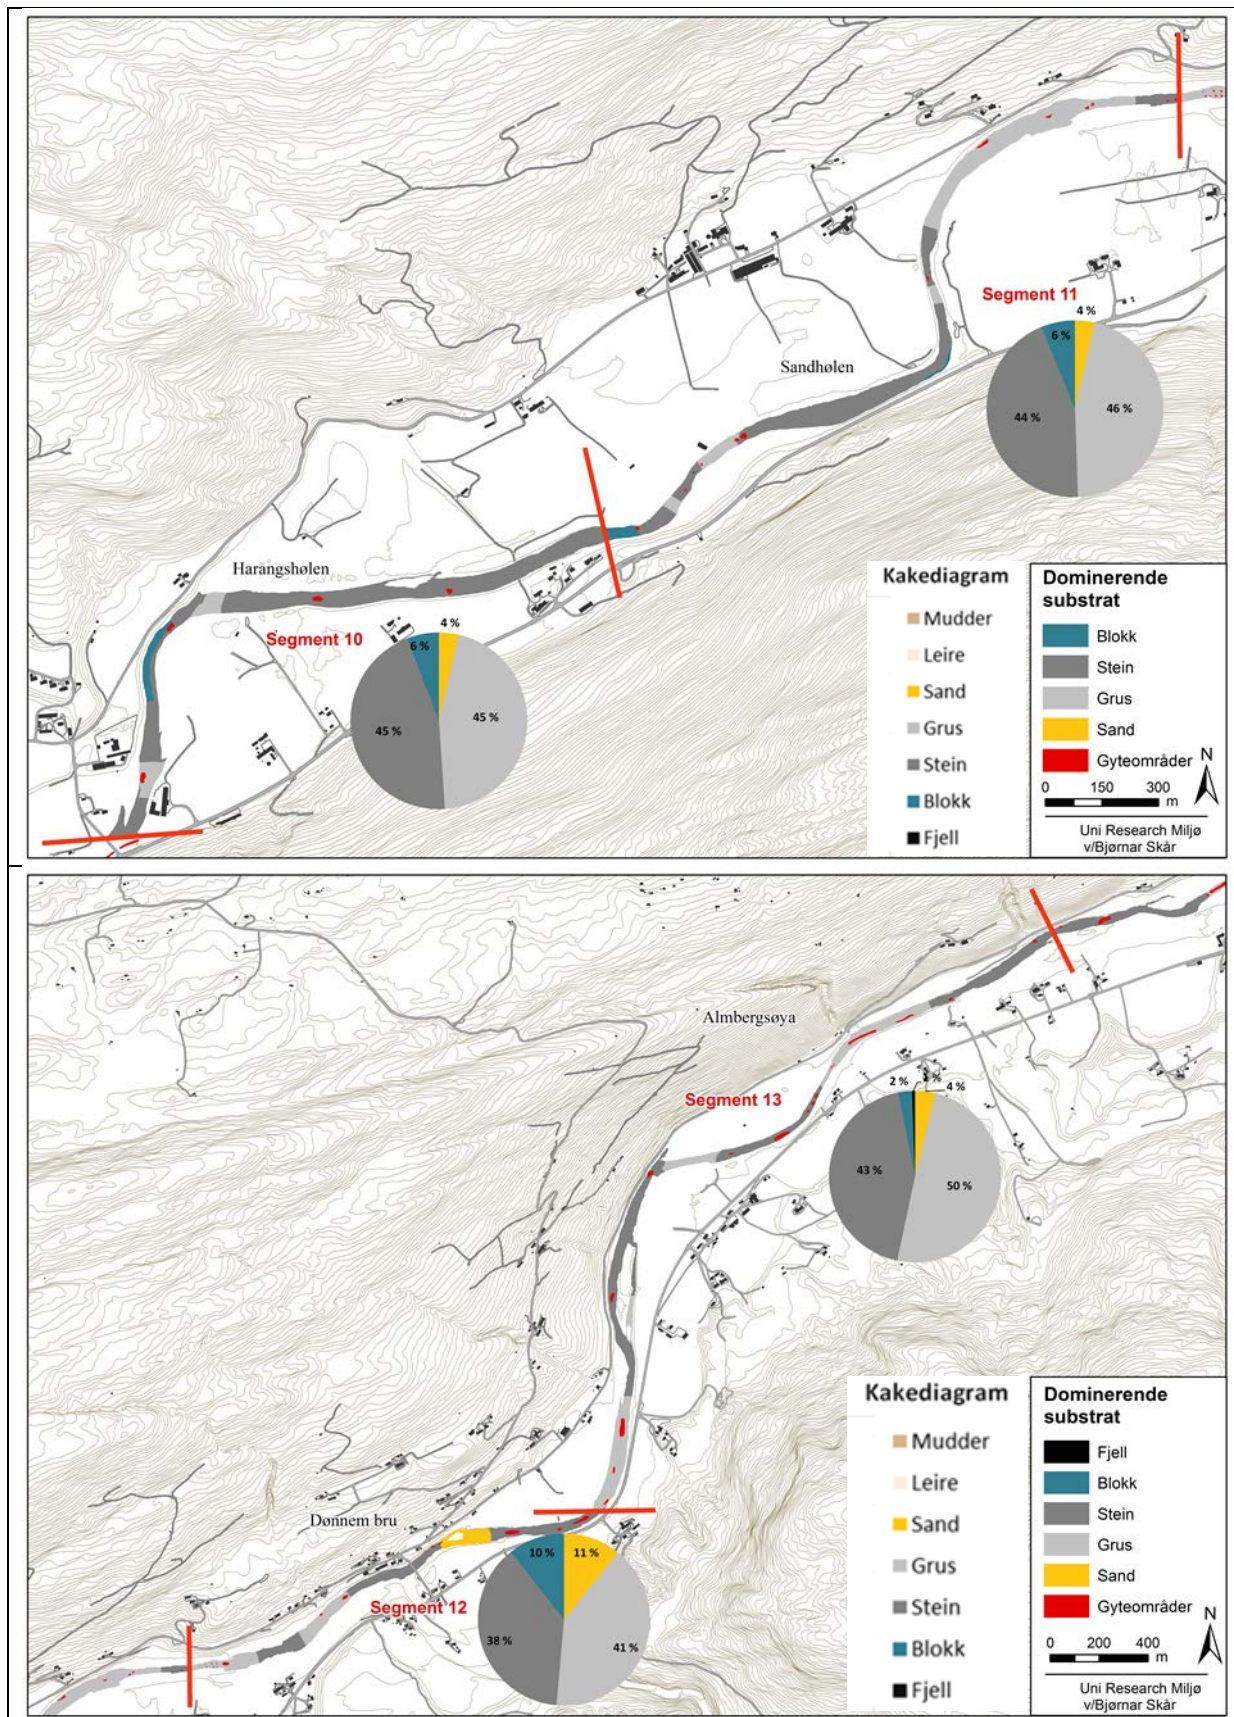 Segment 11
4 %
6 %
44 %
46 %
Sandhølen
Harangshølen
Segment 10
4 %
6 %
45 %
45 %
Kakediagram
Mudder
Leire
Sand
Grus
Stein
Blokk
Fjell
Dominerende
substrat
Blokk
Stein
Grus
Sand
Gyteområder
N
0 150 300
m
Uni Research Miljø
v/Bjørnar Skår
Almbergsøya
Segment 13
2 %
%
4 %
43 %
50 %
Dønnem bru
Segment 12
10 %
11 %
38 %
41 %
Kakediagram
Mudder
Leire
Sand
Grus
Stein
Blokk
Fjell
Dominerende
substrat
Fjell
Blokk
Stein
Grus
Sand
Gyteområder
N
0 200 400
m
Uni Research Miljø
v/Bjørnar Skår